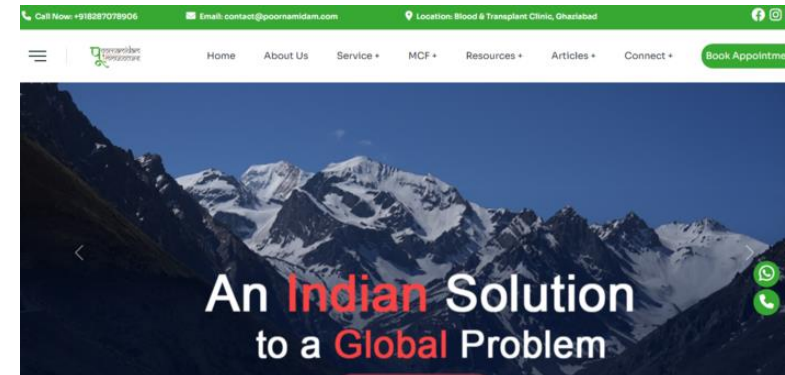 Call Now: +918287078906
Email: contact@poornamidam.com
Location: Blood & Transplant Clinic, Ghaziabad
Home
About Us
Service +
MCF +
Resources +
Articles +
Connect +
Book Appointme
An Indian Solution
to a Global Problem